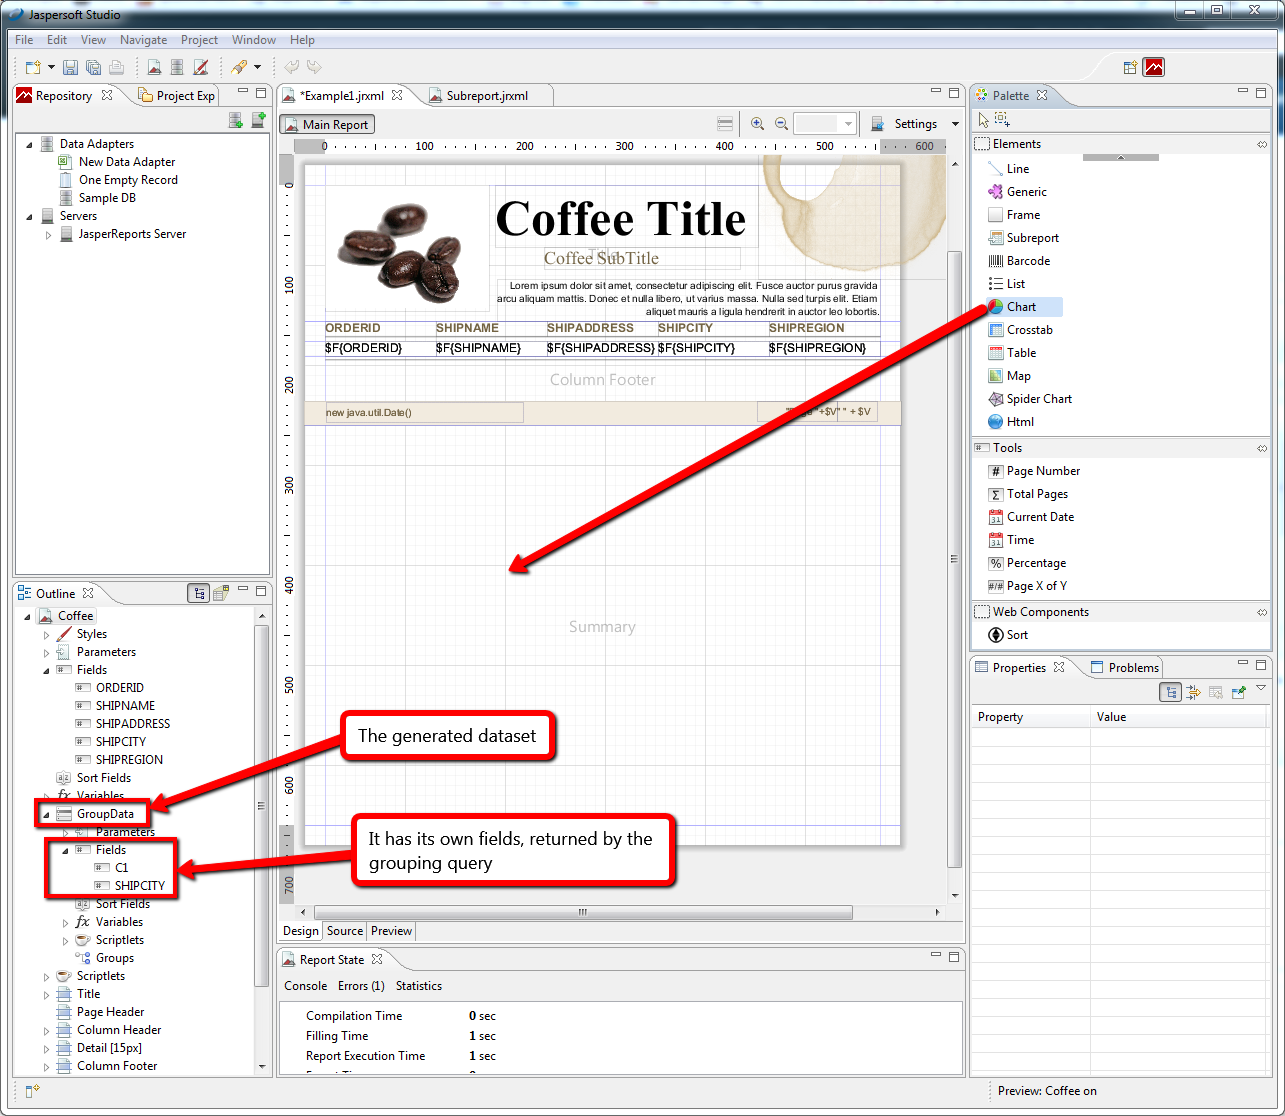 Jaspersoft Studio
File Edit View Navigate Project Window Help
Repository
Project Exp
Data Adapters
New Data Adapter
One Empty Record
Sample DB
Servers
JasperReports Server
Outline
Coffee
Styles
Parameters
Fields
ORDERID
SHIPNAME
SHIPADDRESS
SHIPCITY
SHIPREGION
Sort Fields
Variables
GroupData
Parameters
Fields
C1
SHIPCITY
Sort Fields
Variables
Scriptlets
Groups
Scriptlets
Title
Page Header
Column Header
Detail [15px]
Column Footer
*Example1.jrxml
Subreport.jrxml
Main Report
Settings
0 100 200 300 400 500 600
0
100
200
300
400
500
600
700
Coffee Title
Title
Coffee SubTitle
Lorem ipsum dolor sit amet, consectetur adipiscing elit. Fusce auctor purus gravida
arcu aliquam mattis. Donec et nulla libero, ut varius massa. Nulla sed turpis elit. Etiam
aliquet mauris a ligula hendrerit in auctor leo lobortis.
ORDERID SHIPNAME SHIPADDRESS SHIPCITY SHIPREGION
$F{ORDERID} $F{SHIPNAME} $F{SHIPADDRESS} $F{SHIPCITY} $F{SHIPREGION}
Column Footer
new java.util.Date()
"+$V" " + $V
Summary
The generated dataset
It has its own fields, returned by the
grouping query
Design Source Preview
Report State
Console Errors (1) Statistics
Compilation Time 0 sec
Filling Time 1 sec
Report Execution Time 1 sec
Palette
Elements
Line
Generic
Frame
Subreport
Barcode
List
Chart
Crosstab
Table
Map
Spider Chart
Html
Tools
# Page Number
Σ Total Pages
31 Current Date
31 Time
% Percentage
#/# Page X of Y
Web Components
Sort
Properties
Problems
Property Value
Preview: Coffee on